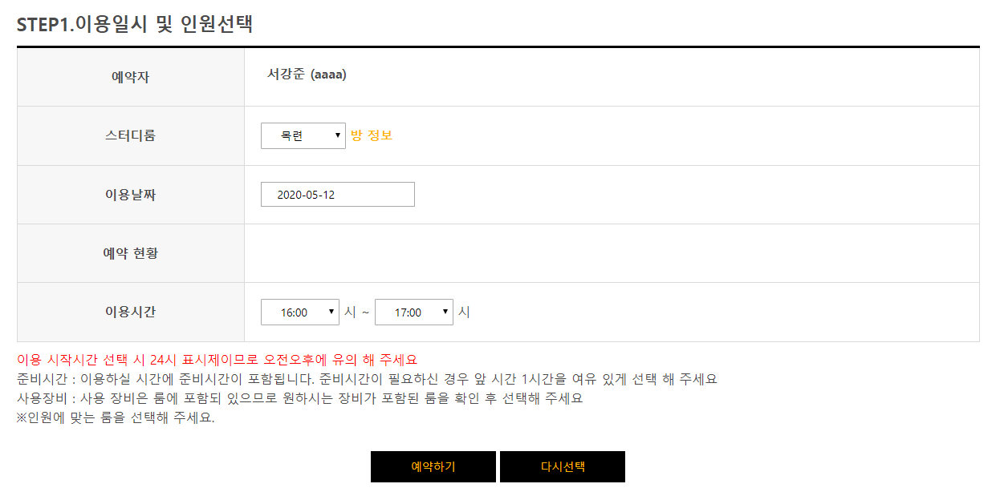 STEP1.이용일시 및 인원선택
예약자 서강준 (aaaa)
스터디룸 목련 방 정보
이용날짜 2020-05-12
예약 현황
이용시간 16:00 시 ~ 17:00 시
이용 시작시간 선택 시 24시 표시제이므로 오전오후에 유의 해 주세요
준비시간 : 이용하실 시간에 준비시간이 포함됩니다. 준비시간이 필요하신 경우 앞 시간 1시간을 여유 있게 선택 해 주세요
사용장비 : 사용 장비은 룸에 포함되 있으므로 원하시는 장비가 포함된 룸을 확인 후 선택해 주세요
※인원에 맞는 룸을 선택해 주세요.
예약하기 다시선택